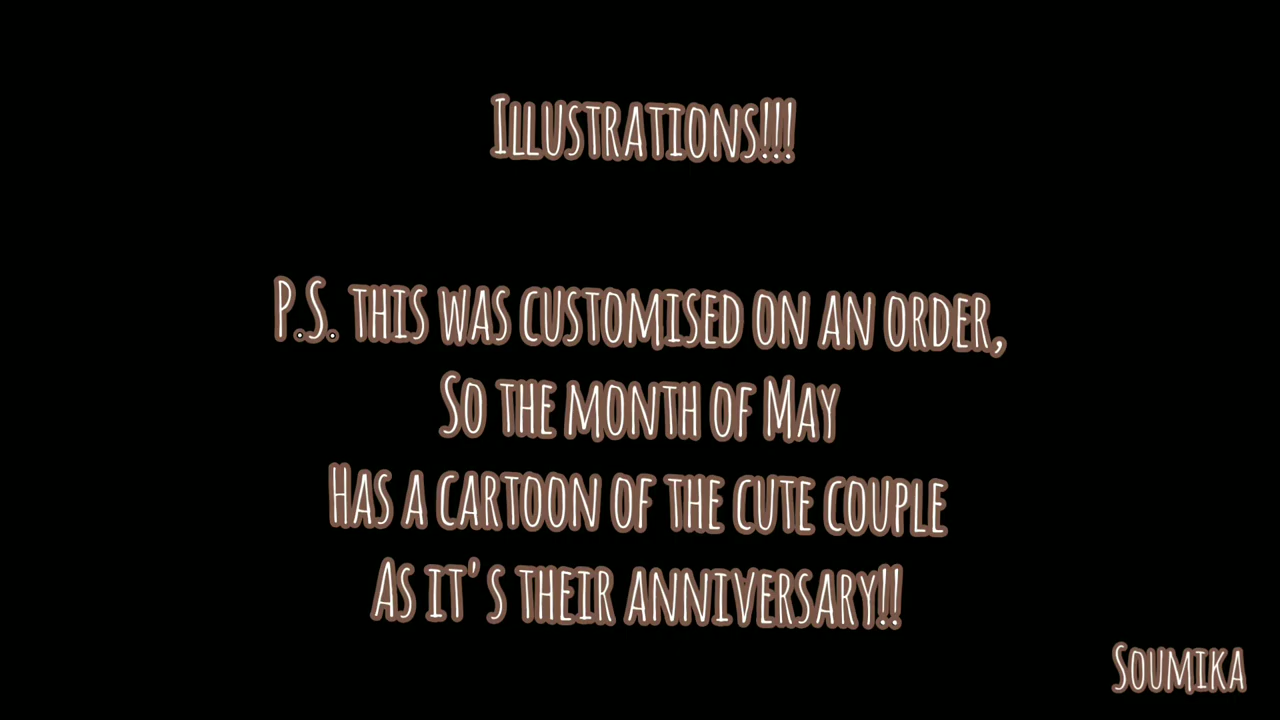 Illustrations!!!
P.S. this was customised on an order,
So the month of May
Has a cartoon of the cute couple
As it's their anniversary!!
Soumika